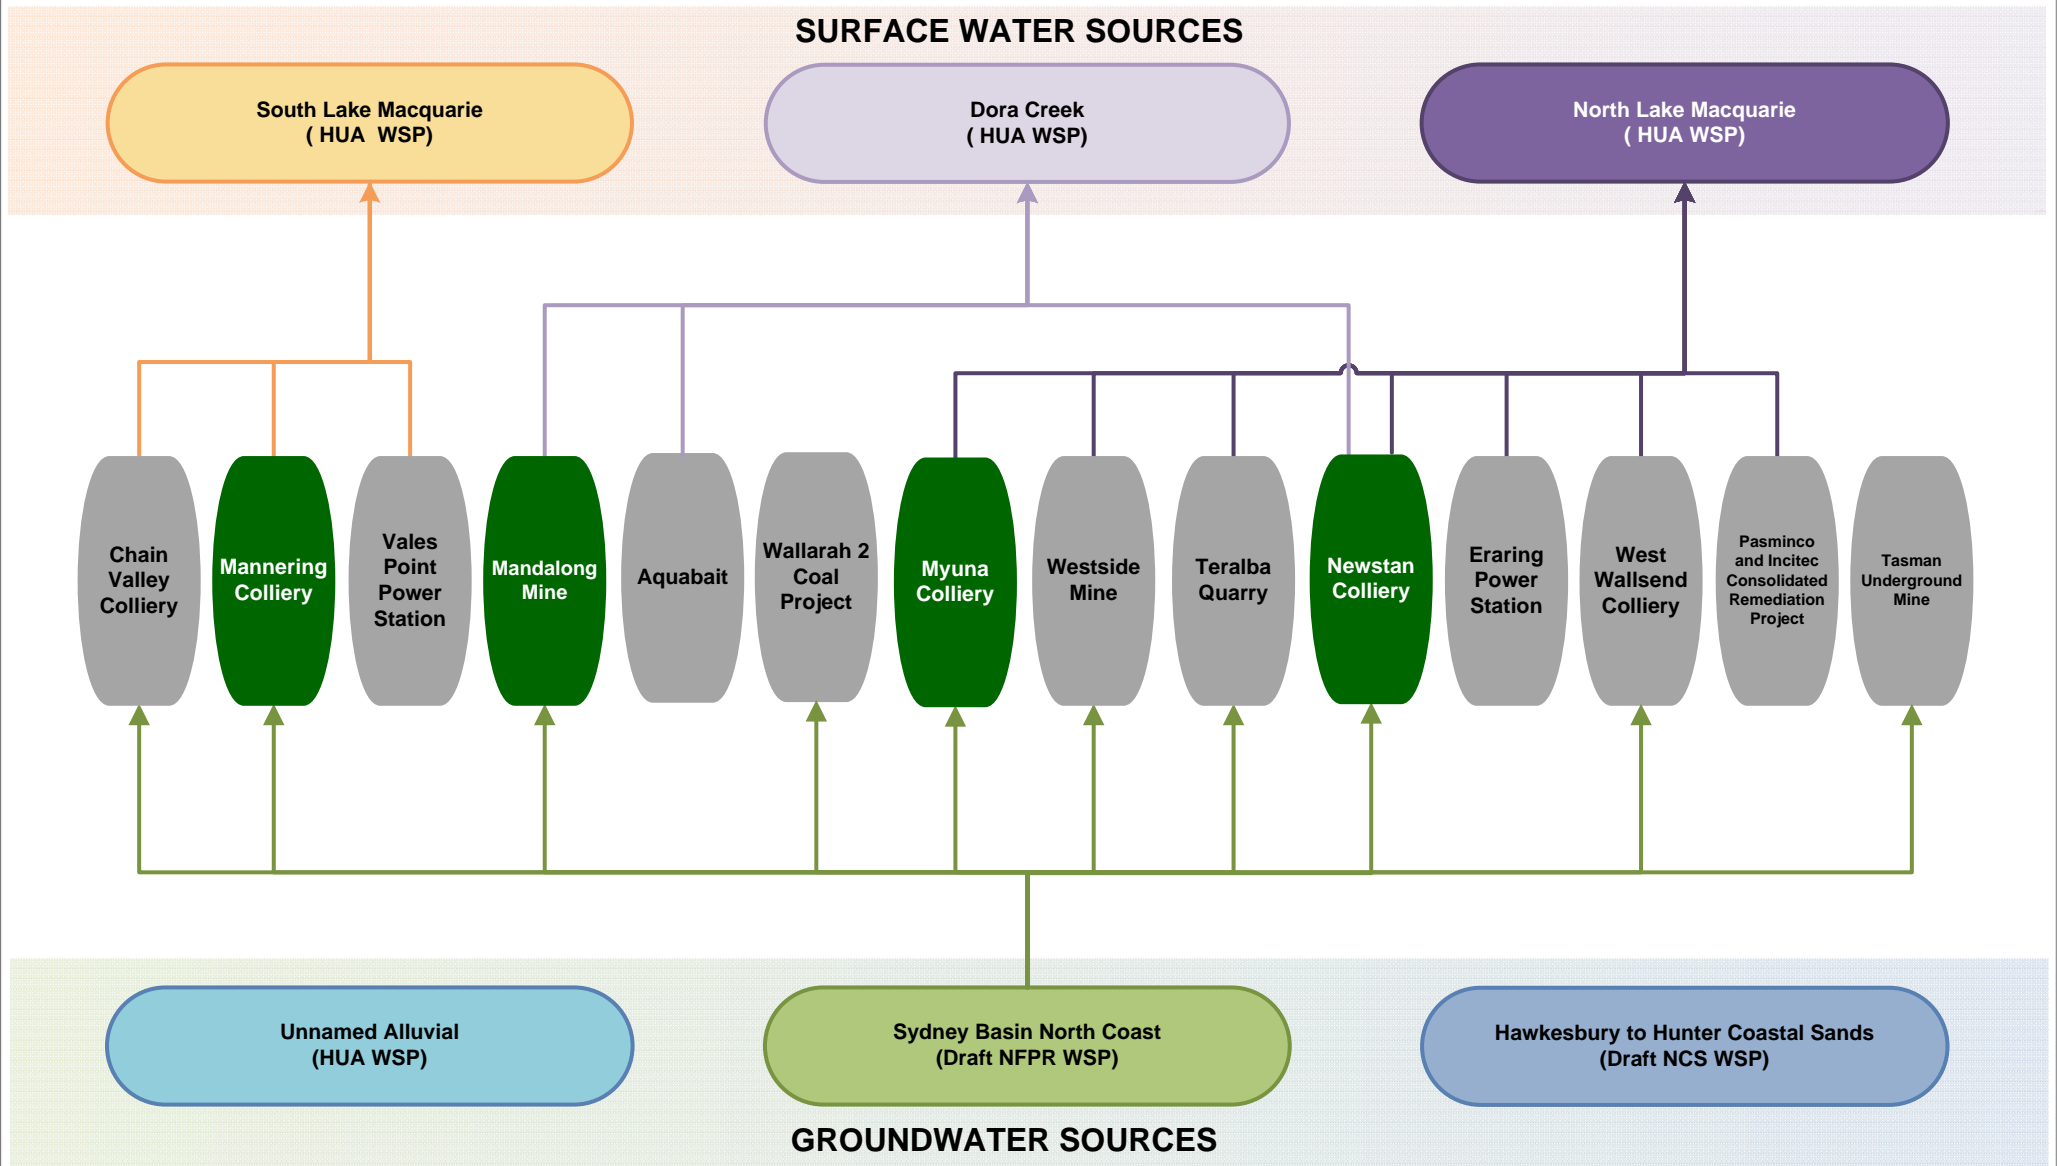 SURFACE WATER SOURCES
South Lake Macquarie
( HUA  WSP)
Dora Creek
( HUA WSP)
North Lake Macquarie
( HUA WSP)
Chain
Valley
Colliery
Mannering
Colliery
Vales
Point
Power
Station
Mandalong
Mine
Aquabait
Wallarah 2
Coal
Project
Myuna
Colliery
Westside
Mine
Teralba
Quarry
Newstan
Colliery
Eraring
Power
Station
West
Wallsend
Colliery
Pasminco
and Incitec
Consolidated
Remediation
Project
Tasman
Underground
Mine
Unnamed Alluvial
(HUA WSP)
Sydney Basin North Coast
(Draft NFPR WSP)
Hawkesbury to Hunter Coastal Sands
(Draft NCS WSP)
GROUNDWATER SOURCES